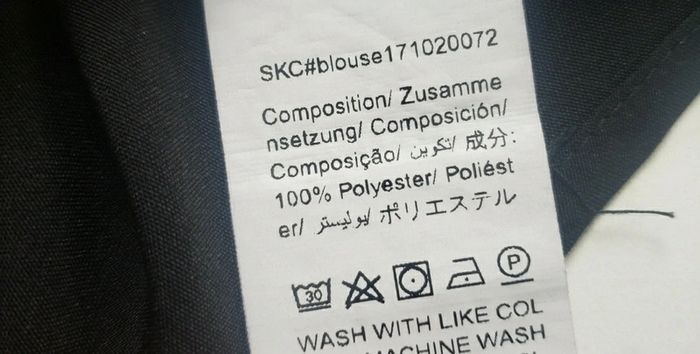 SKC#blouse171020072
Composition/ Zusamme
nsetzung/ Composición/
Composição/ تكوين/ 成分:
100% Polyester/ Poliést
er/ بوليستر/ ポリエステル
30 P
WASH WITH LIKE COL
MACHINE WASH